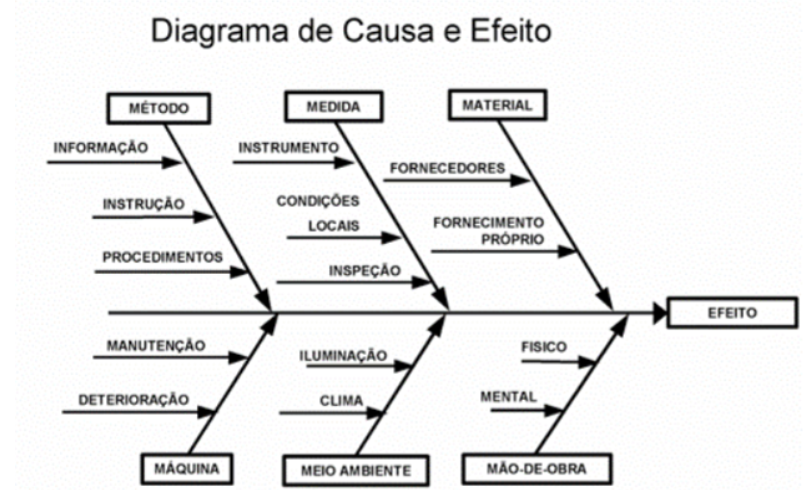 Diagrama de Causa e Efeito
MÉTODO
MEDIDA
MATERIAL
INFORMAÇÃO
INSTRUÇÃO
PROCEDIMENTOS
INSTRUMENTO
CONDIÇÕES
LOCAIS
INSPEÇÃO
FORNECEDORES
FORNECIMENTO
PRÓPRIO
EFEITO
MANUTENÇÃO
DETERIORAÇÃO
ILUMINAÇÃO
CLIMA
FISICO
MENTAL
MÁQUINA
MEIO AMBIENTE
MÃO-DE-OBRA